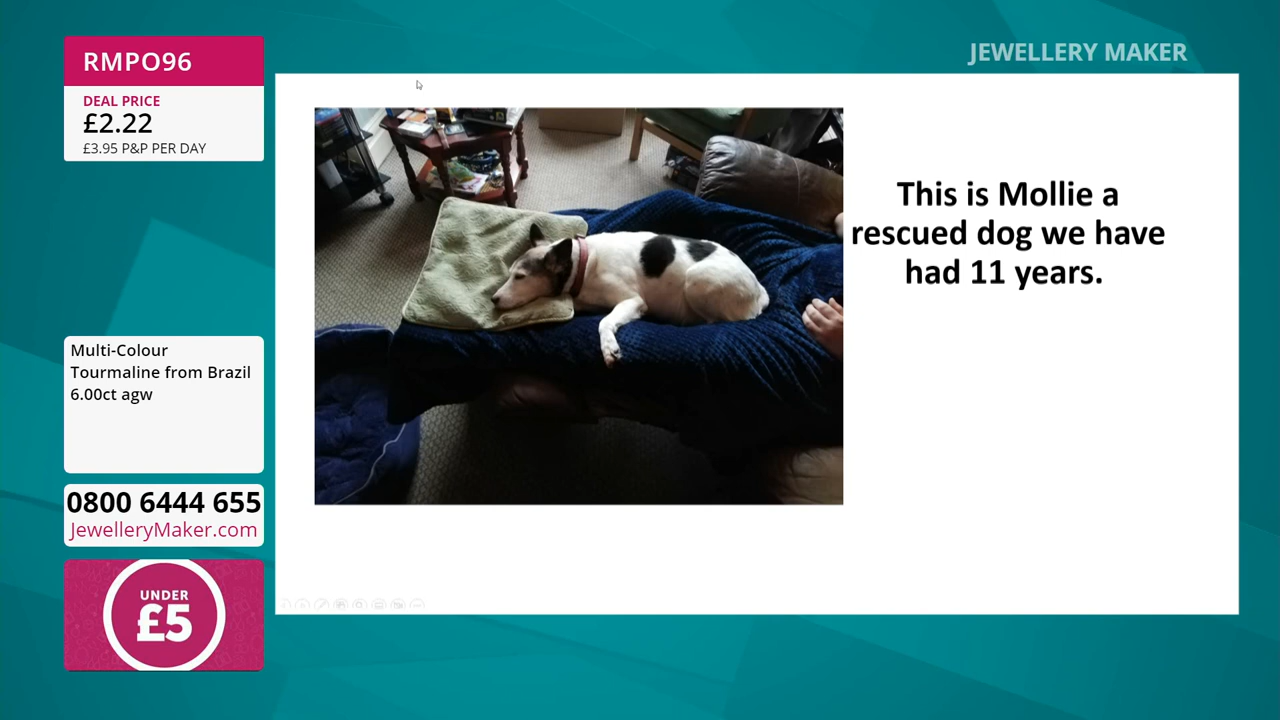 RMPO96
DEAL PRICE
£2.22
£3.95 P&P PER DAY
Multi-Colour
Tourmaline from Brazil
6.00ct agw
0800 6444 655
JewelleryMaker.com
UNDER
£5
JEWELLERY MAKER
This is Mollie a
rescued dog we have
had 11 years.